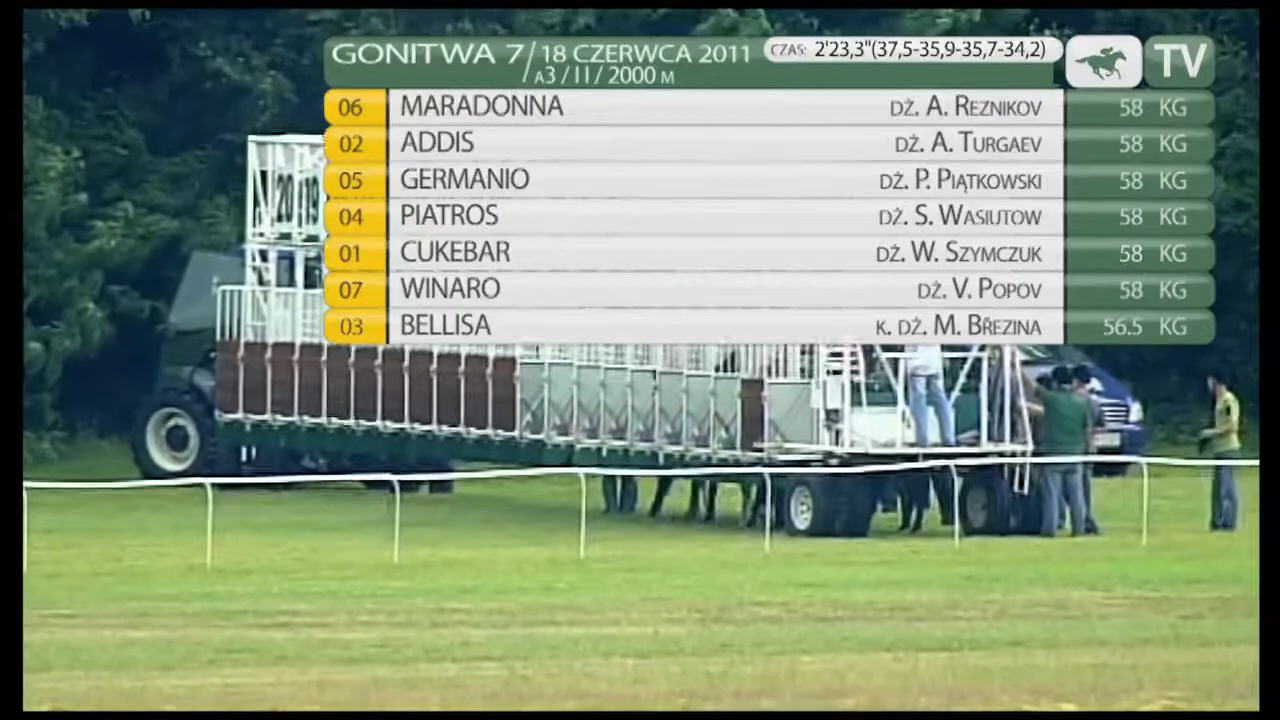 GONITWA 7 / 18 CZERWCA 2011 CZAS: 2'23,3"(37,5-35,9-35,7-34,2) TV
A3 / II / 2000 M
06 MARADONNA DŻ. A. REZNIKOV 58 KG
02 ADDIS DŻ. A. TURGAEV 58 KG
05 GERMANIO DŻ. P. PIĄTKOWSKI 58 KG
04 PIATROS DŻ. S. WASIUTOW 58 KG
01 CUKEBAR DŻ. W. SZYMCZUK 58 KG
07 WINARO DŻ. V. POPOV 58 KG
03 BELLISA K. DŻ. M. BŘEZINA 56.5 KG
20 19